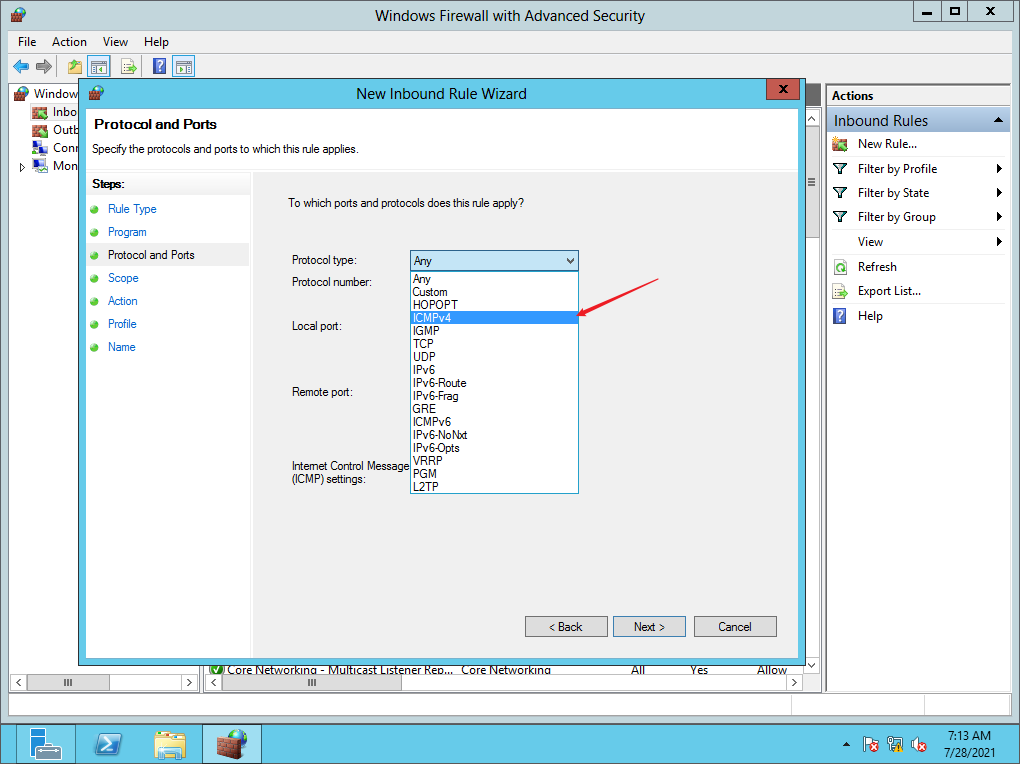 Windows Firewall with Advanced Security
File Action View Help
Window
Inbo
Outb
Conn
Mon
New Inbound Rule Wizard
Protocol and Ports
Specify the protocols and ports to which this rule applies.
Steps:
Rule Type
Program
Protocol and Ports
Scope
Action
Profile
Name
To which ports and protocols does this rule apply?
Protocol type: Any
Protocol number:
Local port:
Remote port:
Internet Control Message
(ICMP) settings:
Any
Custom
HOPOPT
ICMPv4
IGMP
TCP
UDP
IPv6
IPv6-Route
IPv6-Frag
GRE
ICMPv6
IPv6-NoNxt
IPv6-Opts
VRRP
PGM
L2TP
< Back Next > Cancel
Core Networking - Multicast Listener Rep... Core Networking All Yes Allow
Actions
Inbound Rules
New Rule...
Filter by Profile
Filter by State
Filter by Group
View
Refresh
Export List...
Help
7:13 AM
7/28/2021